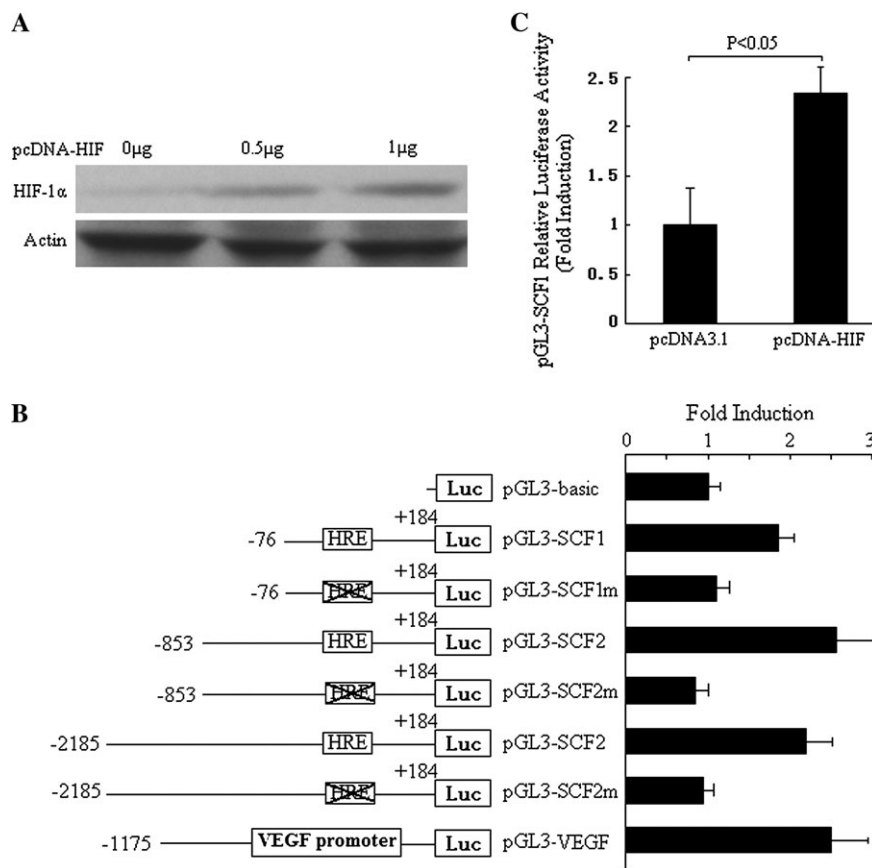 A
pcDNA-HIF 0µg 0.5µg 1µg
HIF-1α
Actin
C
P<0.05
pGL3-SCF1 Relative Luciferase Activity
(Fold Induction)
2.5
2
1.5
1
0.5
0
pcDNA3.1 pcDNA-HIF
B
Fold Induction
0 1 2 3
Luc pGL3-basic
+184
-76 HRE Luc pGL3-SCF1
+184
-76 HRE Luc pGL3-SCF1m
+184
-853 HRE Luc pGL3-SCF2
+184
-853 HRE Luc pGL3-SCF2m
+184
-2185 HRE Luc pGL3-SCF2
+184
-2185 HRE Luc pGL3-SCF2m
-1175 VEGF promoter Luc pGL3-VEGF